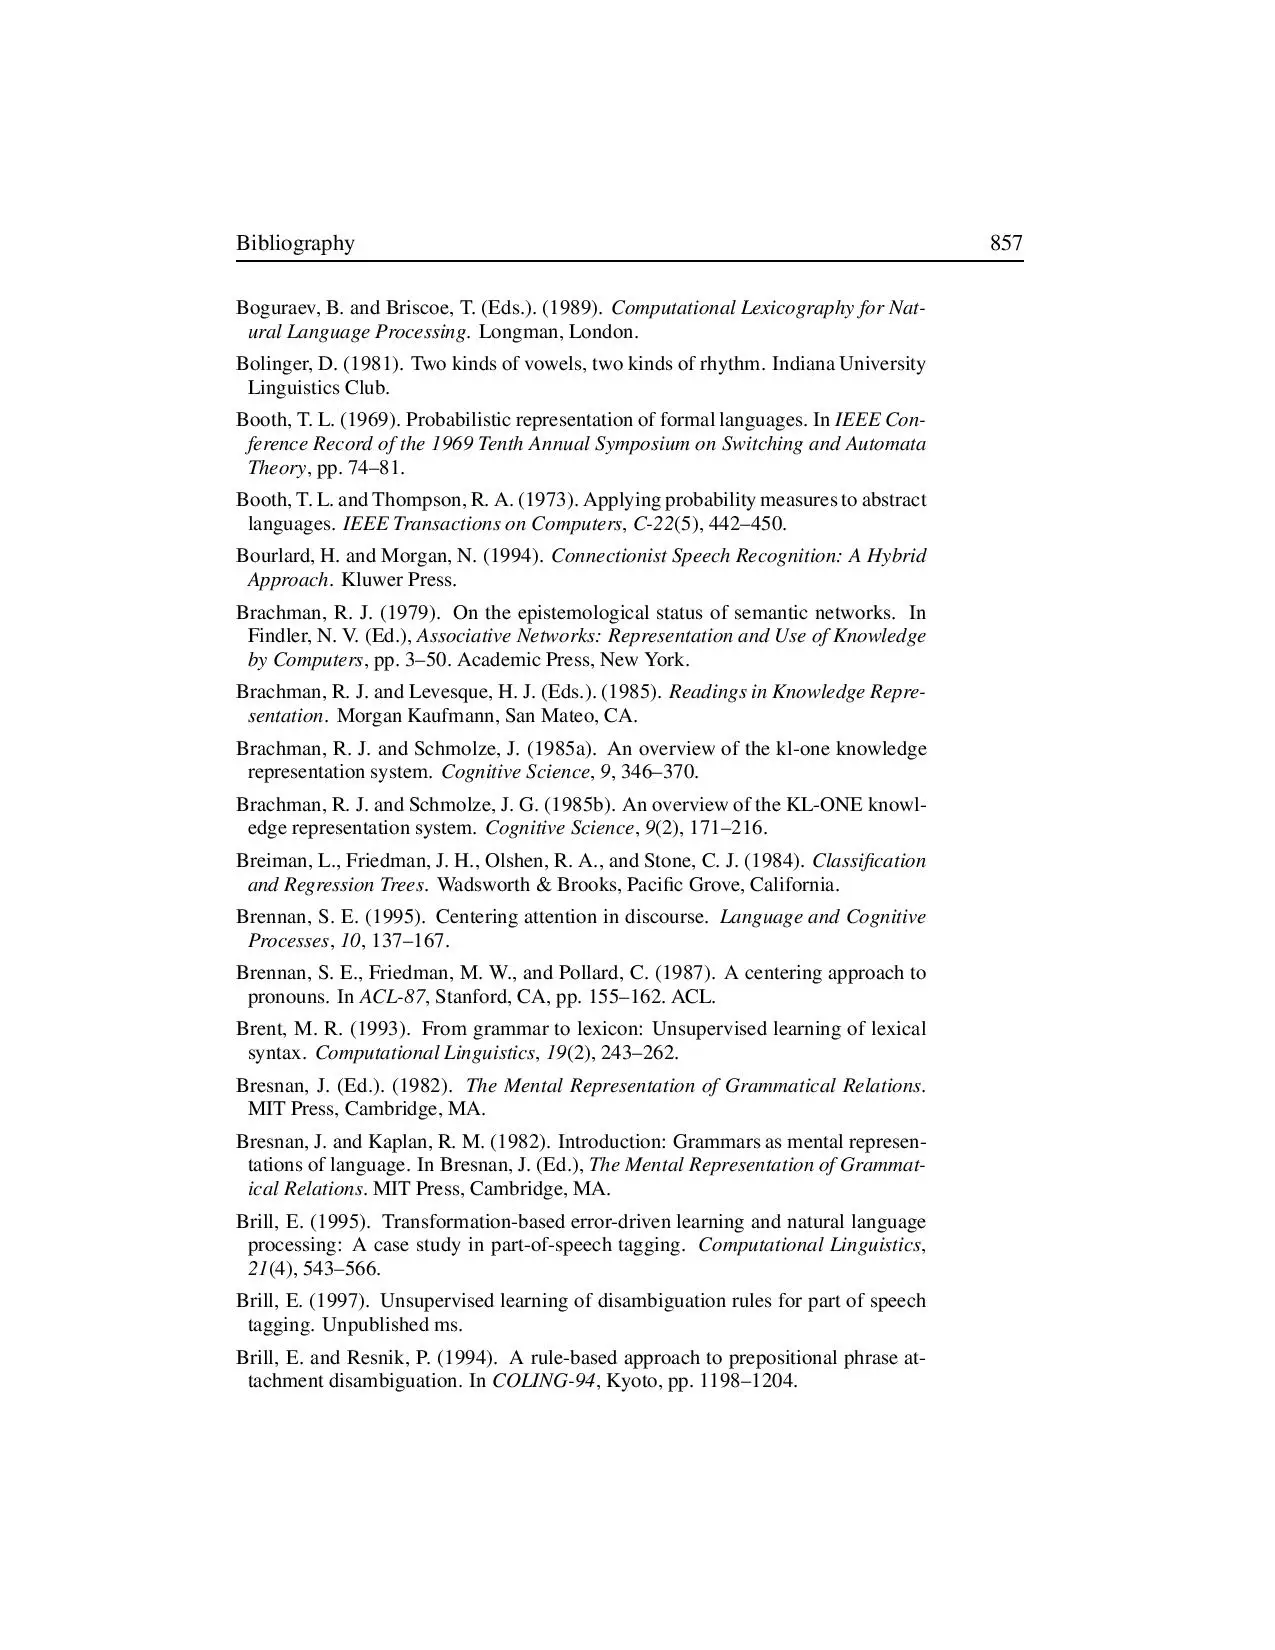 Bibliography 857
Boguraev, B. and Briscoe, T. (Eds.). (1989). Computational Lexicography for Nat-
ural Language Processing. Longman, London.
Bolinger, D. (1981). Two kinds of vowels, two kinds of rhythm. Indiana University
Linguistics Club.
Booth, T. L. (1969). Probabilistic representation of formal languages. In IEEE Con-
ference Record of the 1969 Tenth Annual Symposium on Switching and Automata
Theory, pp. 74–81.
Booth, T. L. and Thompson, R. A. (1973). Applying probability measures to abstract
languages. IEEE Transactions on Computers, C-22(5), 442–450.
Bourlard, H. and Morgan, N. (1994). Connectionist Speech Recognition: A Hybrid
Approach. Kluwer Press.
Brachman, R. J. (1979). On the epistemological status of semantic networks. In
Findler, N. V. (Ed.), Associative Networks: Representation and Use of Knowledge
by Computers, pp. 3–50. Academic Press, New York.
Brachman, R. J. and Levesque, H. J. (Eds.). (1985). Readings in Knowledge Repre-
sentation. Morgan Kaufmann, San Mateo, CA.
Brachman, R. J. and Schmolze, J. (1985a). An overview of the kl-one knowledge
representation system. Cognitive Science, 9, 346–370.
Brachman, R. J. and Schmolze, J. G. (1985b). An overview of the KL-ONE knowl-
edge representation system. Cognitive Science, 9(2), 171–216.
Breiman, L., Friedman, J. H., Olshen, R. A., and Stone, C. J. (1984). Classification
and Regression Trees. Wadsworth & Brooks, Pacific Grove, California.
Brennan, S. E. (1995). Centering attention in discourse. Language and Cognitive
Processes, 10, 137–167.
Brennan, S. E., Friedman, M. W., and Pollard, C. (1987). A centering approach to
pronouns. In ACL-87, Stanford, CA, pp. 155–162. ACL.
Brent, M. R. (1993). From grammar to lexicon: Unsupervised learning of lexical
syntax. Computational Linguistics, 19(2), 243–262.
Bresnan, J. (Ed.). (1982). The Mental Representation of Grammatical Relations.
MIT Press, Cambridge, MA.
Bresnan, J. and Kaplan, R. M. (1982). Introduction: Grammars as mental represen-
tations of language. In Bresnan, J. (Ed.), The Mental Representation of Grammat-
ical Relations. MIT Press, Cambridge, MA.
Brill, E. (1995). Transformation-based error-driven learning and natural language
processing: A case study in part-of-speech tagging. Computational Linguistics,
21(4), 543–566.
Brill, E. (1997). Unsupervised learning of disambiguation rules for part of speech
tagging. Unpublished ms.
Brill, E. and Resnik, P. (1994). A rule-based approach to prepositional phrase at-
tachment disambiguation. In COLING-94, Kyoto, pp. 1198–1204.